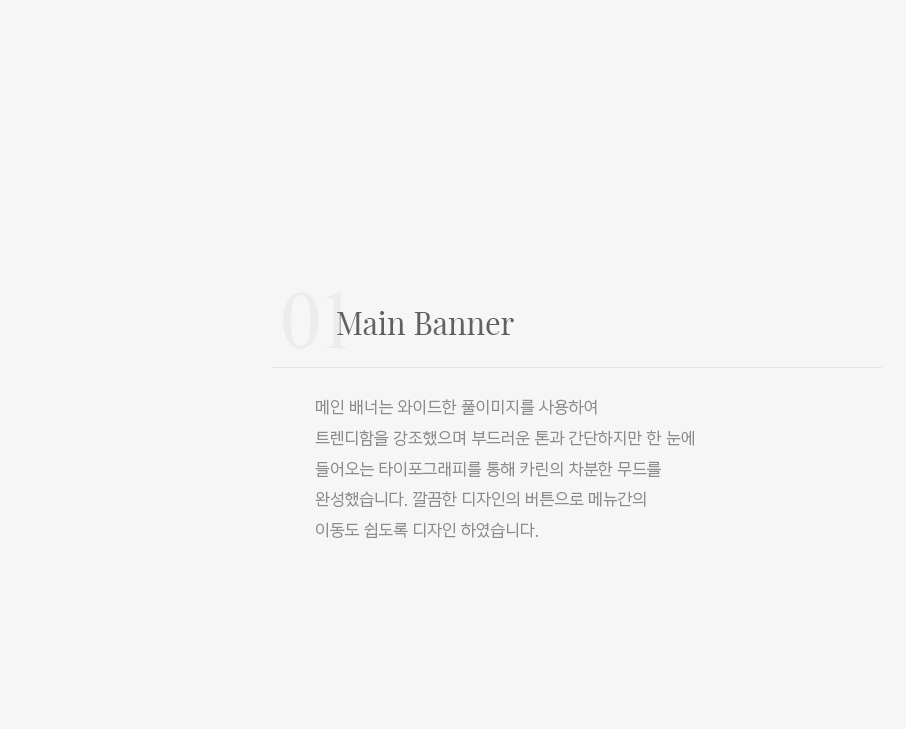 01
Main Banner
메인 배너는 와이드한 풀이미지를 사용하여
트렌디함을 강조했으며 부드러운 톤과 간단하지만 한 눈에
들어오는 타이포그래피를 통해 카린의 차분한 무드를
완성했습니다. 깔끔한 디자인의 버튼으로 메뉴간의
이동도 쉽도록 디자인 하였습니다.